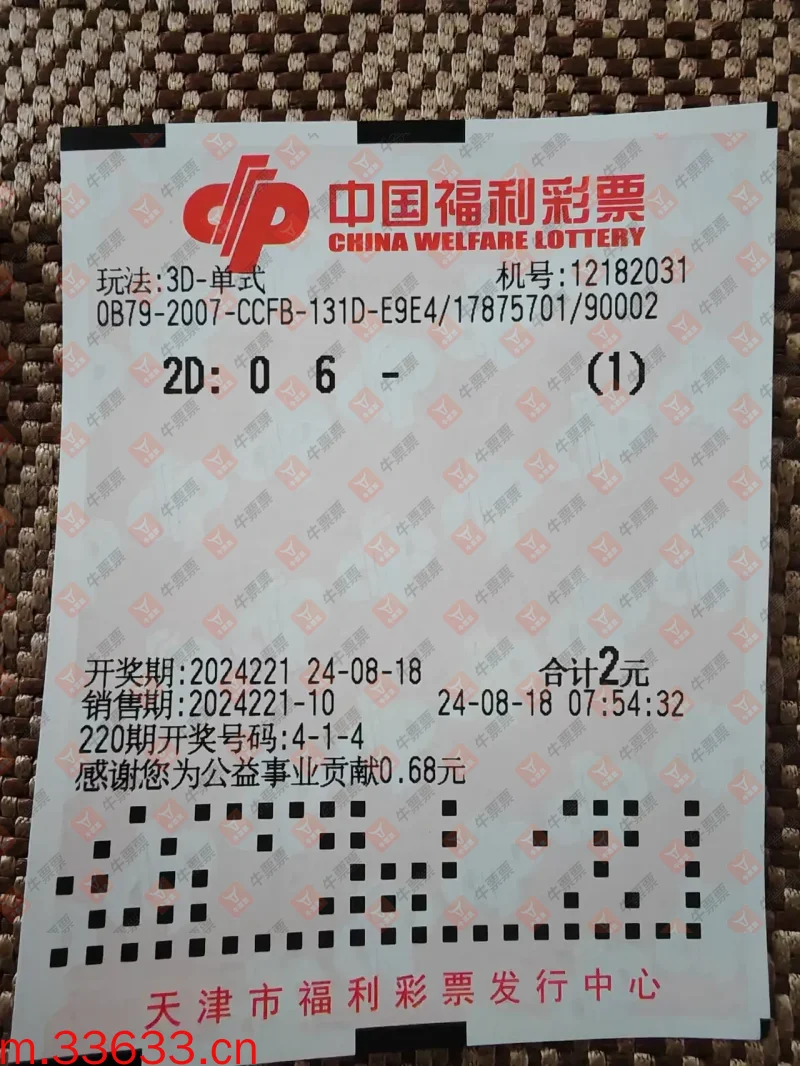 中国福利彩票
CHINA WELFARE LOTTERY
玩法:3D-单式 机号:12182031
0B79-2007-CCFB-131D-E9E4/17875701/90002
2D: 0 6 - (1)
开奖期:2024221 24-08-18 合计2元
销售期:2024221-10 24-08-18 07:54:32
220期开奖号码:4-1-4
感谢您为公益事业贡献0.68元
天津市福利彩票发行中心
m.33633.cn
牛票票